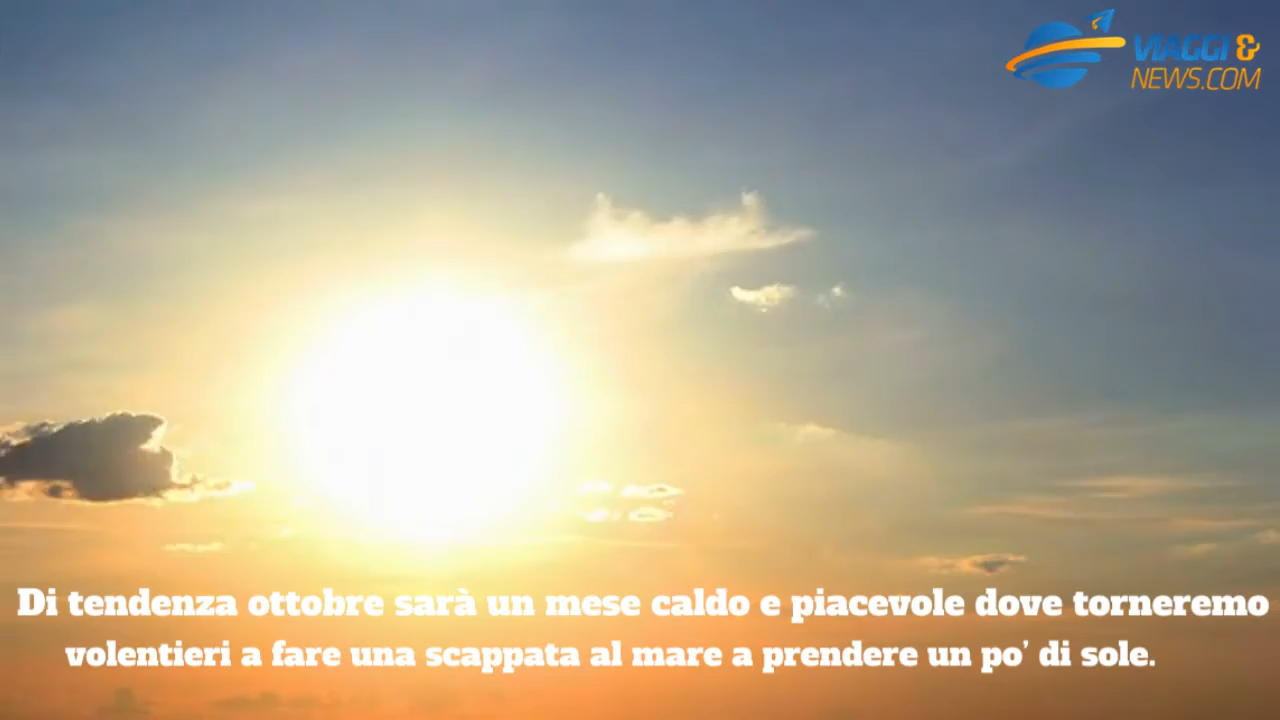 VIAGGI &
NEWS.COM
Di tendenza ottobre sarà un mese caldo e piacevole dove torneremo
volentieri a fare una scappata al mare a prendere un po' di sole.